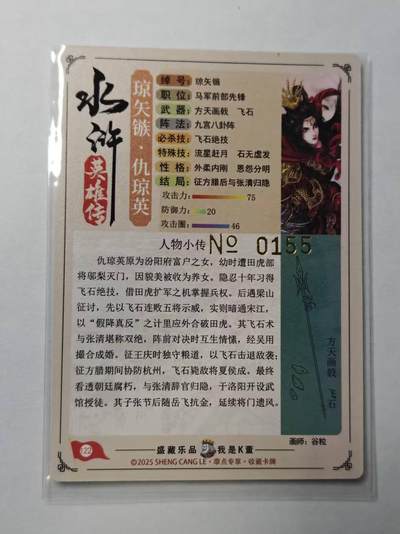 水浒
英雄传
琼矢镞·仇琼英
绰号: 琼矢镞
职位: 马军前部先锋
武器: 方天画戟 飞石
阵法: 九宫八卦阵
必杀技: 飞石绝技
特殊技: 流星赶月 石无虚发
性格: 外柔内刚 恩怨分明
结局: 征方腊后与张清归隐
攻击力: 75
防御力: 20
攻击圈: 46
人物小传
No 0155
仇琼英原为汾阳府富户之女,幼时遭田虎部
将邬梨灭门,因貌美被收为养女。隐忍十年习得
飞石绝技,借田虎扩军之机掌握兵权。后遇梁山
征讨,先以飞石连败五将示威,实则暗通宋江,
以“假降真反”之计里应外合破田虎。其飞石术
与张清堪称双绝,阵前对决时互生情愫,经吴用
撮合成婚。征王庆时独守粮道,以飞石击退敌袭;
征方腊期间协防杭州,飞石毙敌将夏侯成。最终
看透朝廷腐朽,与张清辞官归隐,于洛阳开设武
馆授徒。其子张节后随岳飞抗金,延续将门遗风。
方天画戟 飞石
画师:谷粒
122
盛藏乐品 我是K董
©2025 SHENG CANG LE·难点专享·收藏卡牌